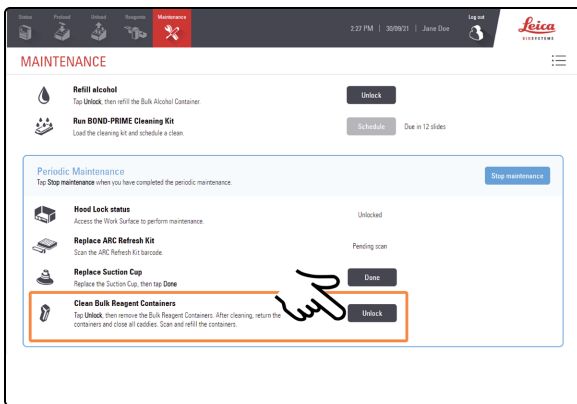 Status Preload Unload Reagents Maintenance
2:27 PM | 30/09/21 | Jane Doe
Log out
Leica
BIOSYSTEMS
MAINTENANCE
Refill alcohol
Tap Unlock, then refill the Bulk Alcohol Container.
Unlock
Run BOND-PRIME Cleaning Kit
Load the cleaning kit and schedule a clean.
Schedule
Due in 12 slides
Periodic Maintenance
Tap Stop maintenance when you have completed the periodic maintenance.
Stop maintenance
Hood Lock status
Access the Work Surface to perform maintenance.
Unlocked
Replace ARC Refresh Kit
Scan the ARC Refresh Kit barcode.
Pending scan
Replace Suction Cup
Replace the Suction Cup, then tap Done
Done
Clean Bulk Reagent Containers
Tap Unlock, then remove the Bulk Reagent Containers. After cleaning, return the
containers and close all caddies. Scan and refill the containers.
Unlock